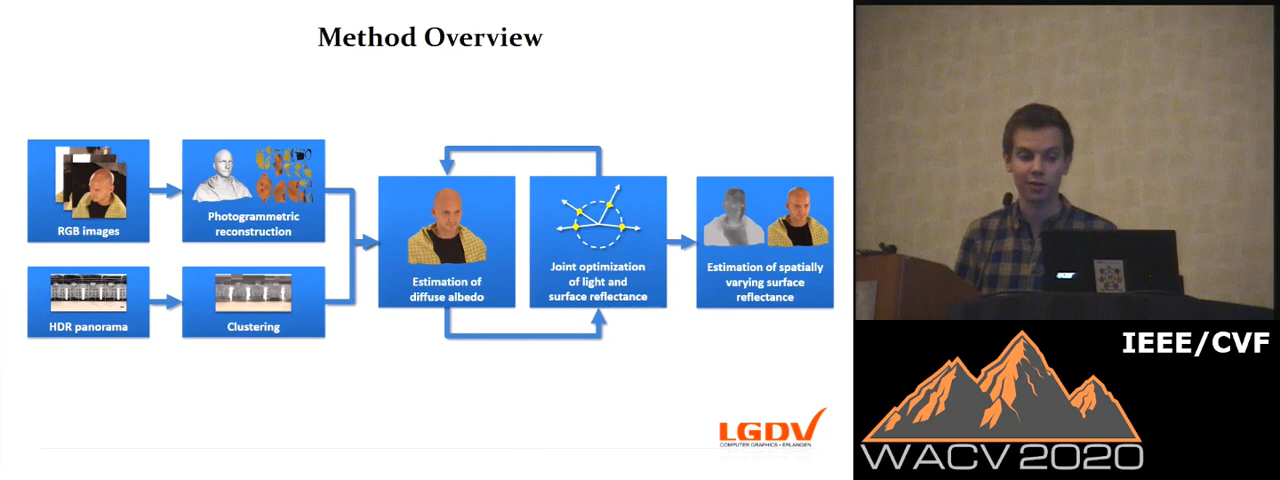 Method Overview
RGB images
Photogrammetric
reconstruction
HDR panorama
Clustering
Estimation of
diffuse albedo
Joint optimization
of light and
surface reflectance
Estimation of spatially
varying surface
reflectance
LGDV
COMPUTER GRAPHICS • ERLANGEN
acer
IEEE/CVF
WACV 2020